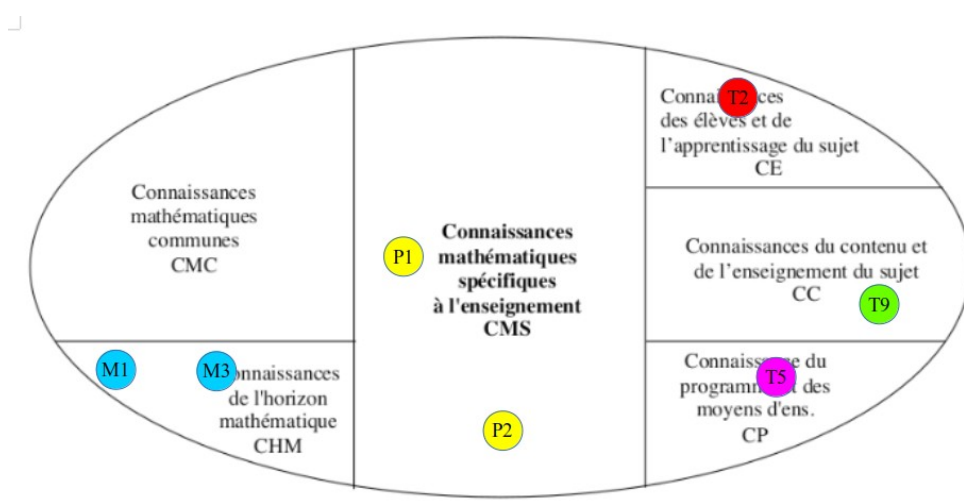 Connaissances
mathématiques
communes
CMC
M1
M3
onnaissances
de l'horizon
mathématique
CHM
P1
Connaissances
mathématiques
spécifiques
à l'enseignement
CMS
P2
T2
Conna ces
des élèves et de
l'apprentissage du sujet
CE
Connaissances du contenu et
de l'enseignement du sujet
CC
T9
Connaiss e du
T5
programm des
moyens d'ens.
CP